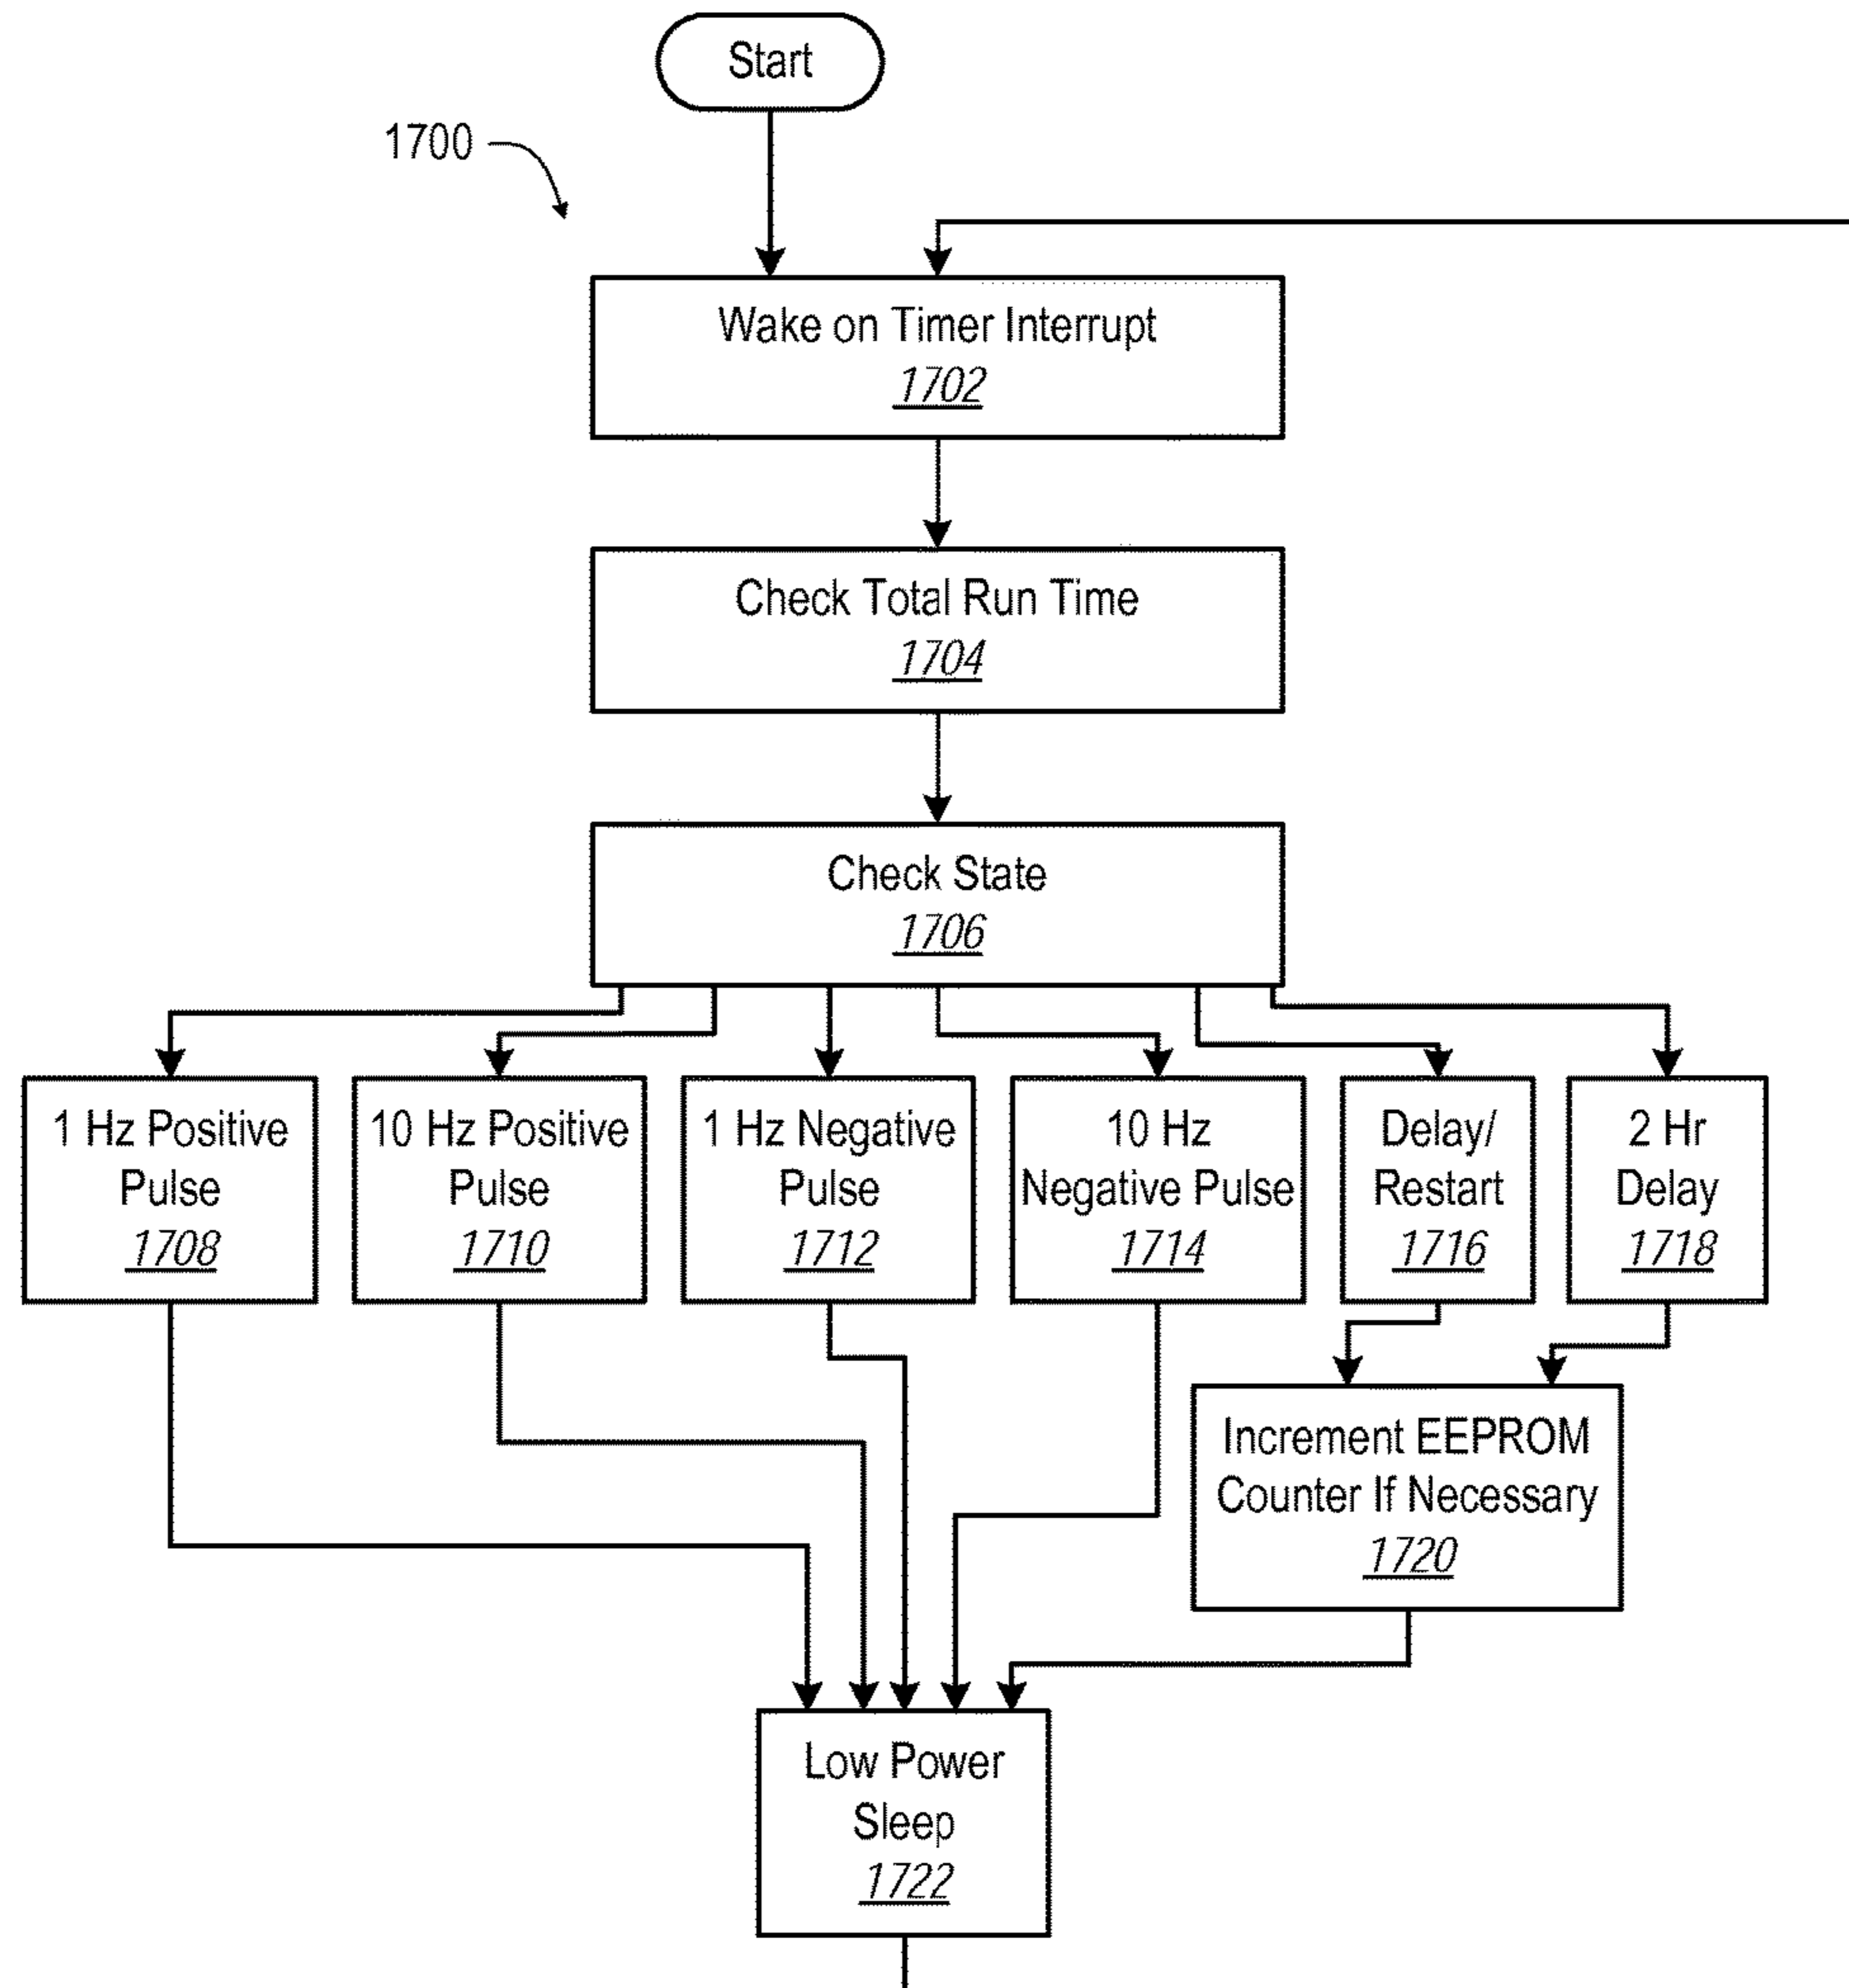 Start
1700
Wake on Timer Interrupt
1702
Check Total Run Time
1704
Check State
1706
1 Hz Positive
Pulse
1708
10 Hz Positive
Pulse
1710
1 Hz Negative
Pulse
1712
10 Hz
Negative Pulse
1714
Delay/
Restart
1716
2 Hr
Delay
1718
Increment EEPROM
Counter If Necessary
1720
Low Power
Sleep
1722